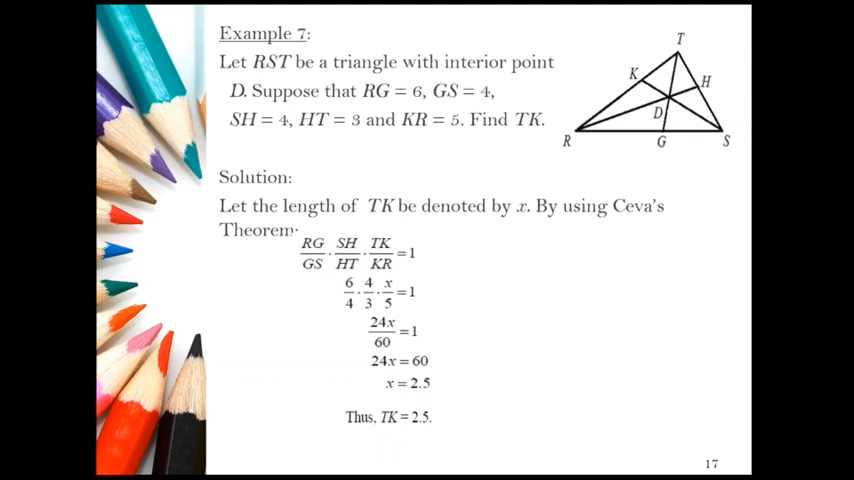 Example 7:
Let RST be a triangle with interior point
D. Suppose that RG = 6, GS = 4,
SH = 4, HT = 3 and KR = 5. Find TK.
T
K
H
D
R
G
S
Solution:
Let the length of TK be denoted by x. By using Ceva's
Theorem:
RG/GS · SH/HT · TK/KR = 1
6/4 · 4/3 · x/5 = 1
24x/60 = 1
24x = 60
x = 2.5
Thus, TK = 2.5.
17